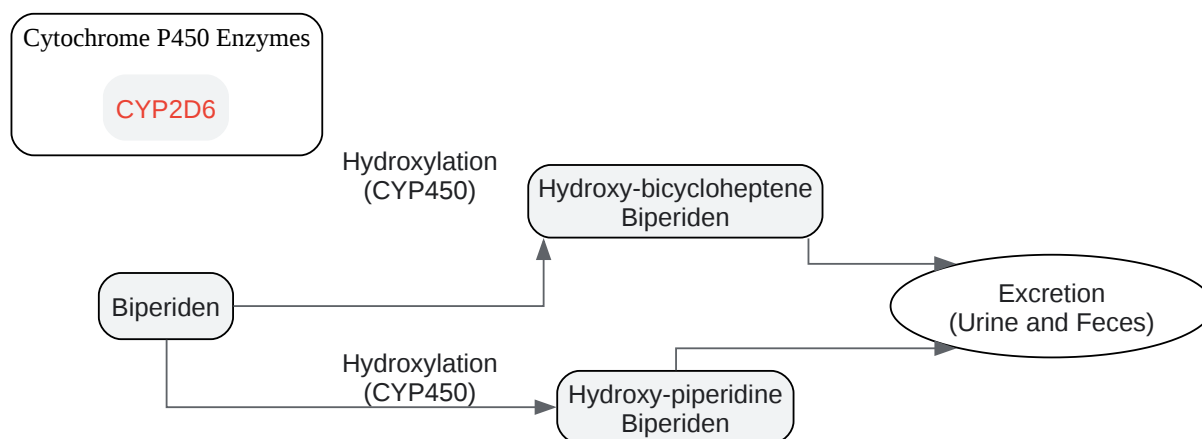 Cytochrome P450 Enzymes
CYP2D6
Hydroxylation
(CYP450)
Hydroxy-bicycloheptene
Biperiden
Biperiden
Excretion
(Urine and Feces)
Hydroxylation
(CYP450)
Hydroxy-piperidine
Biperiden